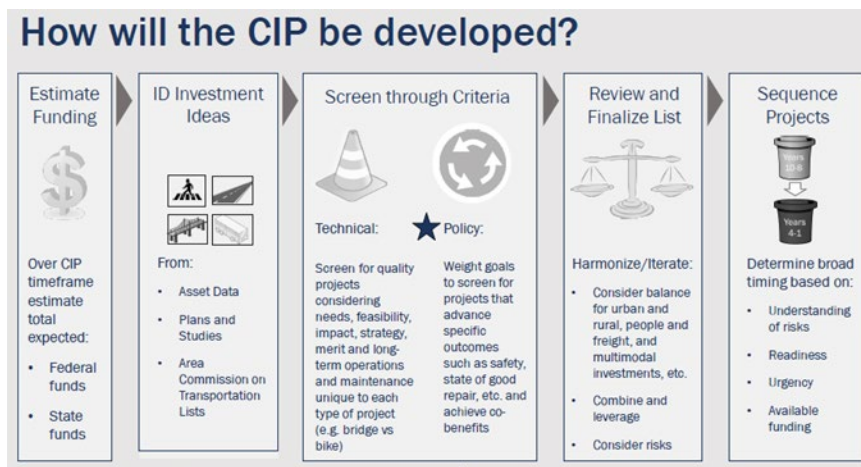 How will the CIP be developed?
Estimate
Funding
Over CIP
timeframe
estimate
total
expected:
• Federal
funds
• State
funds
ID Investment
Ideas
From:
• Asset Data
• Plans and
Studies
• Area
Commission on
Transportation
Lists
Screen through Criteria
Technical:
Screen for quality
projects
considering
needs, feasibility,
impact, strategy,
merit and long-
term operations
and maintenance
unique to each
type of project
(e.g. bridge vs
bike)
Policy:
Weight goals
to screen for
projects that
advance
specific
outcomes
such as safety,
state of good
repair, etc. and
achieve co-
benefits
Review and
Finalize List
Harmonize/Iterate:
• Consider balance
for urban and
rural, people and
freight, and
multimodal
investments, etc.
• Combine and
leverage
• Consider risks
Sequence
Projects
Years
10-8
Years
4-1
Determine broad
timing based on:
• Understanding
of risks
• Readiness
• Urgency
• Available
funding